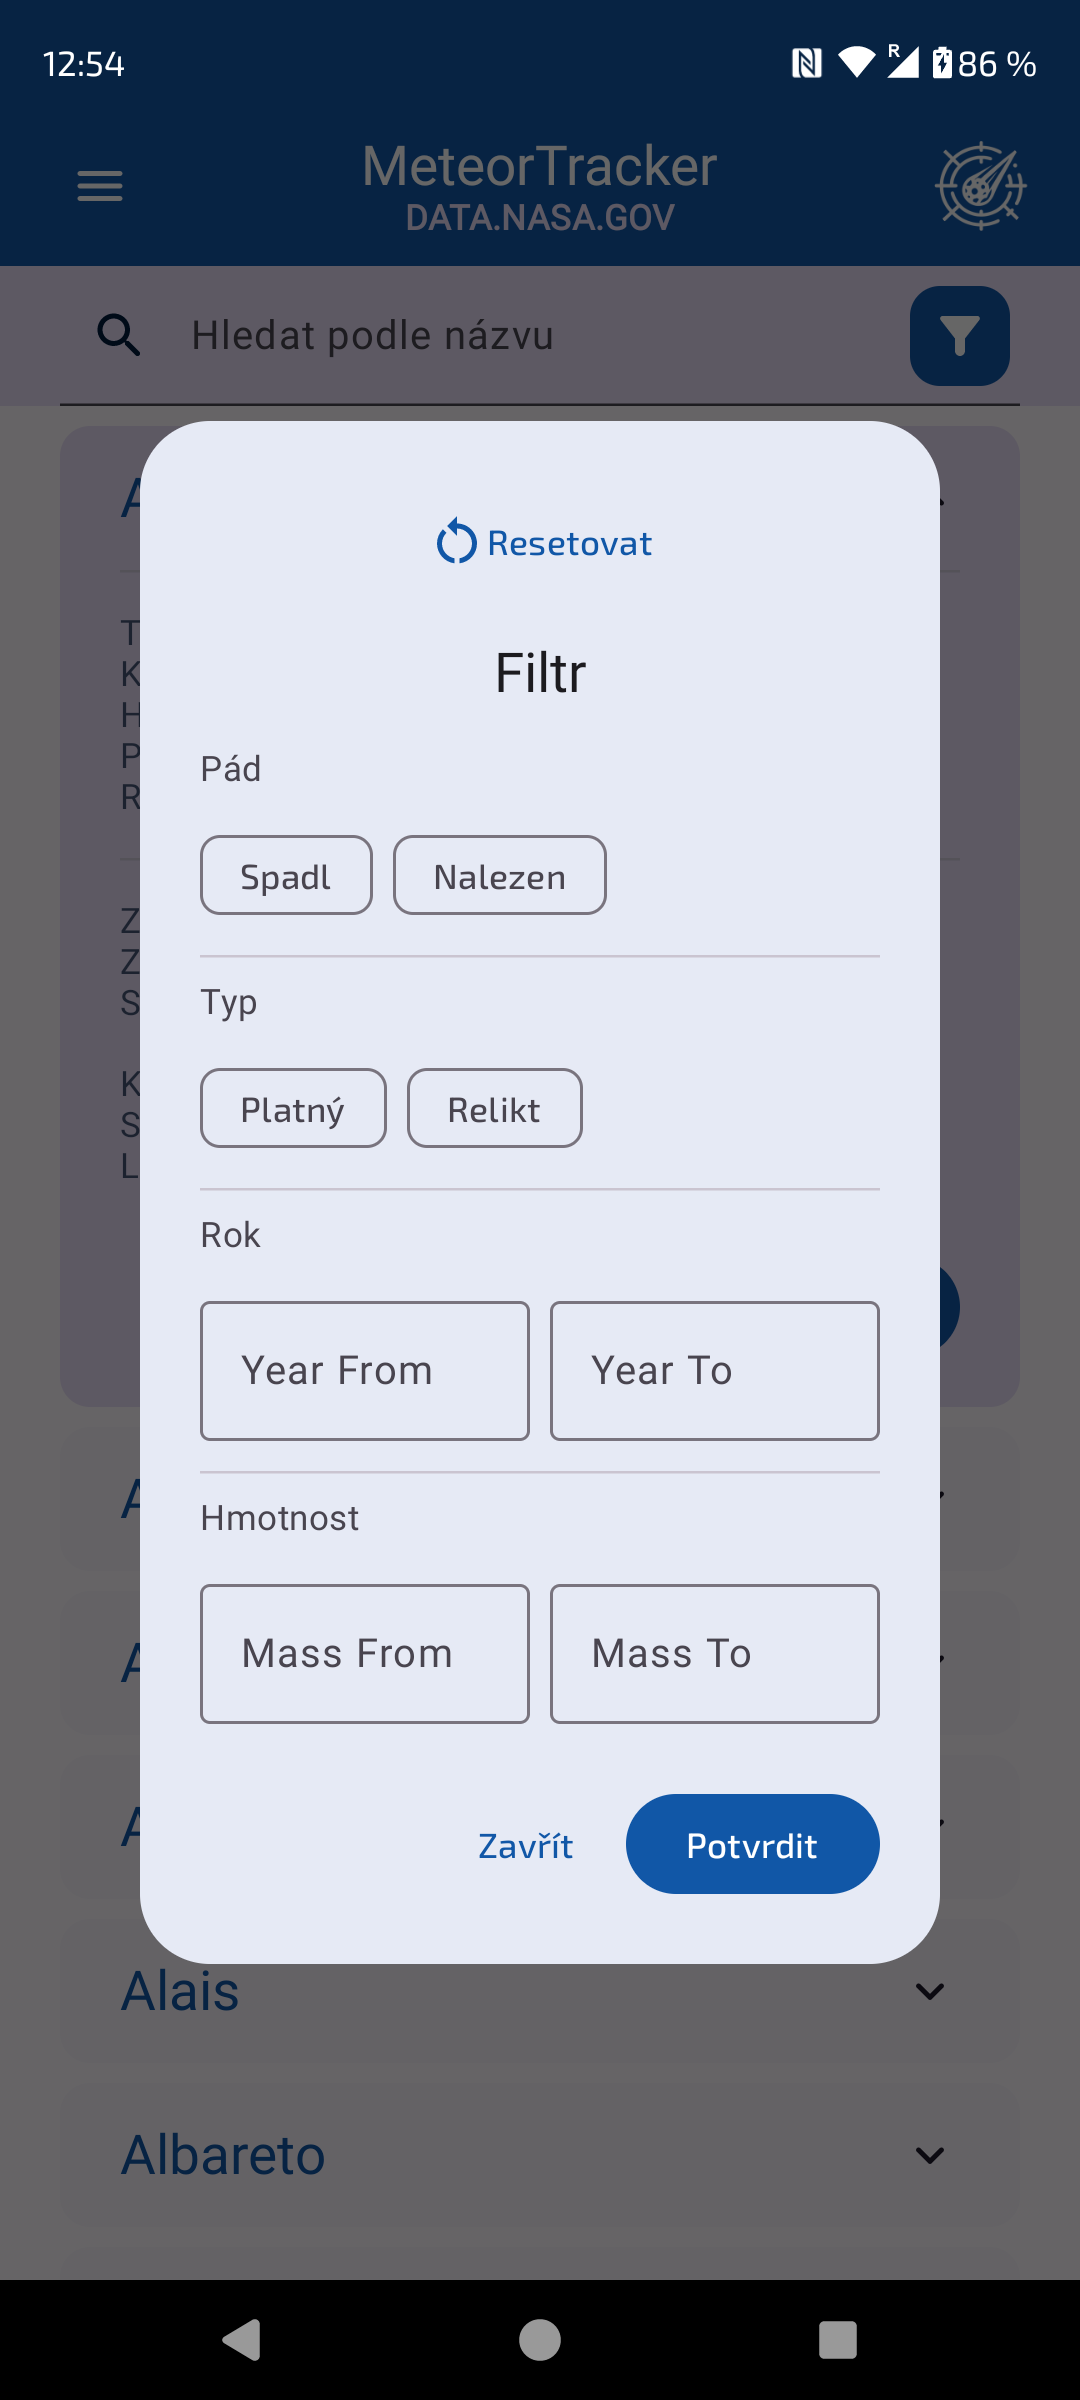 12:54
R
86 %
MeteorTracker
DATA.NASA.GOV
Hledat podle názvu
Resetovat
Filtr
Pád
Spadl Nalezen
Typ
Platný Relikt
Rok
Year From Year To
Hmotnost
Mass From Mass To
Zavřít Potvrdit
Alais
Albareto